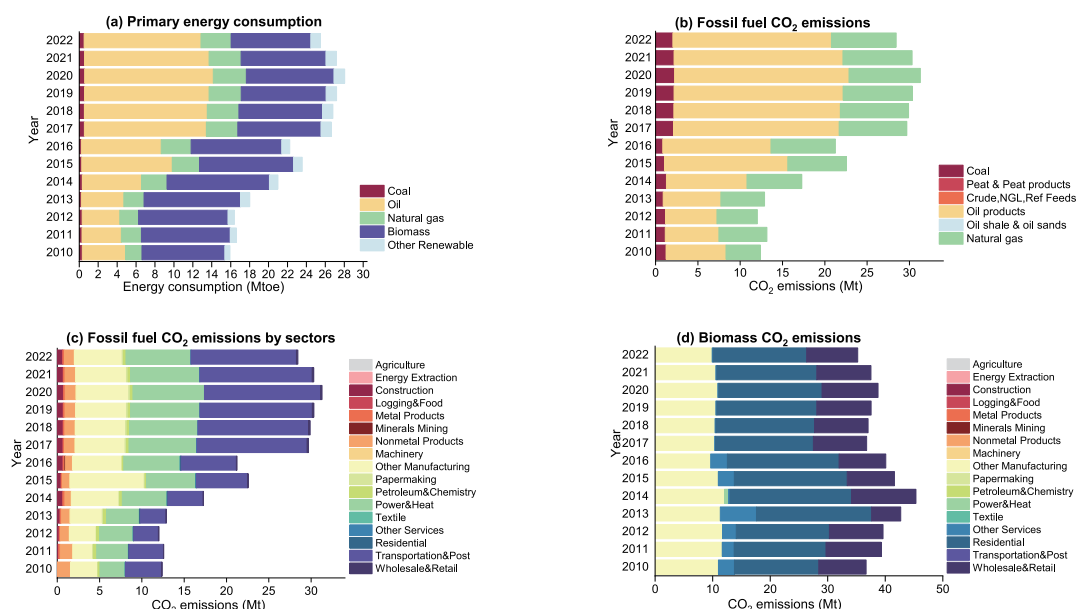 (a) Primary energy consumption
2022
2021
2020
2019
2018
2017
2016
2015
2014
2013
2012
2011
2010
Year
0 2 4 6 8 10 12 14 16 18 20 22 24 26 28 30
Energy consumption (Mtoe)
Coal
Oil
Natural gas
Biomass
Other Renewable
(b) Fossil fuel CO₂ emissions
2022
2021
2020
2019
2018
2017
2016
2015
2014
2013
2012
2011
2010
Year
0 5 10 15 20 25 30
CO₂ emissions (Mt)
Coal
Peat & Peat products
Crude,NGL,Ref Feeds
Oil products
Oil shale & oil sands
Natural gas
(c) Fossil fuel CO₂ emissions by sectors
2022
2021
2020
2019
2018
2017
2016
2015
2014
2013
2012
2011
2010
Year
0 5 10 15 20 25 30
CO₂ emissions (Mt)
Agriculture
Energy Extraction
Construction
Logging&Food
Metal Products
Minerals Mining
Nonmetal Products
Machinery
Other Manufacturing
Papermaking
Petroleum&Chemistry
Power&Heat
Textile
Other Services
Residential
Transportation&Post
Wholesale&Retail
(d) Biomass CO₂ emissions
2022
2021
2020
2019
2018
2017
2016
2015
2014
2013
2012
2011
2010
Year
0 10 20 30 40 50
CO₂ emissions (Mt)
Agriculture
Energy Extraction
Construction
Logging&Food
Metal Products
Minerals Mining
Nonmetal Products
Machinery
Other Manufacturing
Papermaking
Petroleum&Chemistry
Power&Heat
Textile
Other Services
Residential
Transportation&Post
Wholesale&Retail